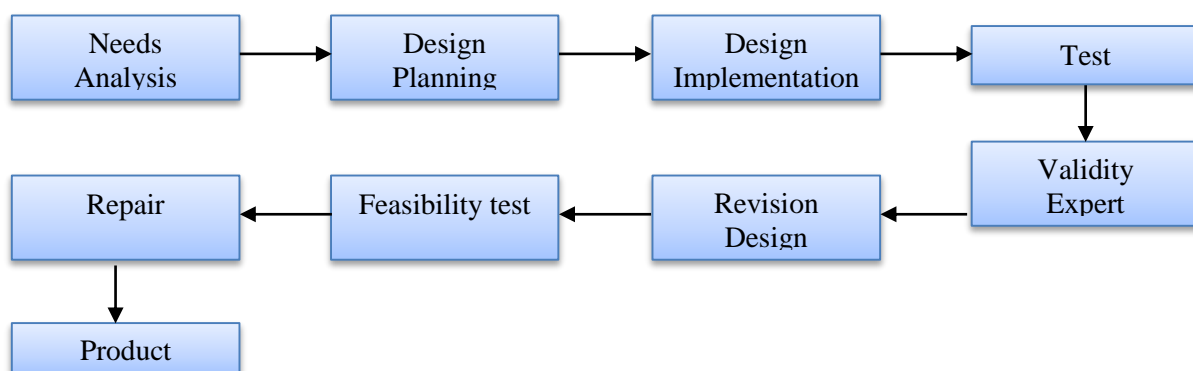 Needs
Analysis
Design
Planning
Design
Implementation
Test
Validity
Expert
Revision
Design
Feasibility test
Repair
Product